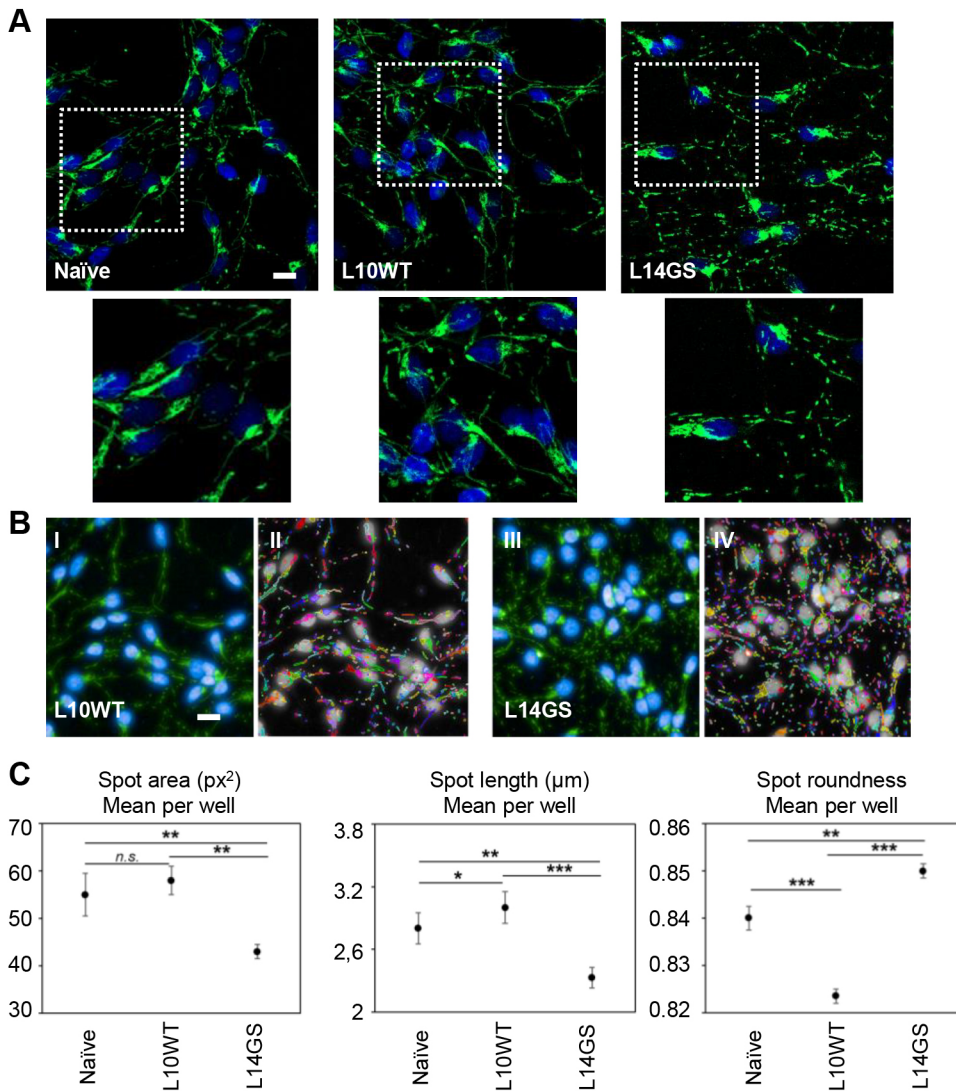 A
Naïve
L10WT
L14GS
B
I
II
III
IV
L10WT
L14GS
C
Spot area (px²)
Mean per well
Spot length (µm)
Mean per well
Spot roundness
Mean per well
70
60
50
40
30
**
n.s.
**
Naïve
L10WT
L14GS
3.8
3.2
2,6
2
**
*
***
Naïve
L10WT
L14GS
0.86
0.85
0.84
0.83
0.82
**
***
***
Naïve
L10WT
L14GS